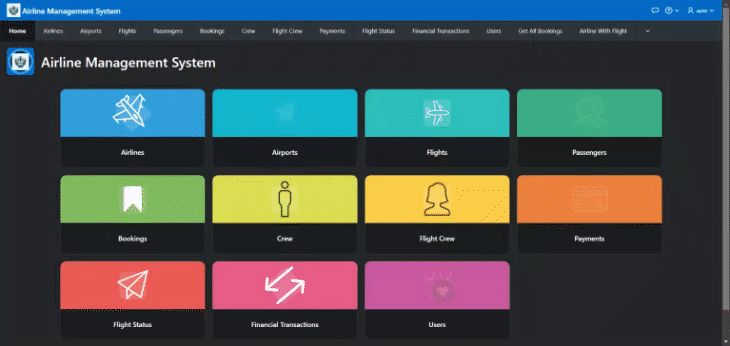 Airline Management System
Home Airlines Airports Flights Passengers Bookings Crew Flight Crew Payments Flight Status Financial Transactions Users Get All Bookings Airline With Flight
Airline Management System
Airlines Airports Flights Passengers
Bookings Crew Flight Crew Payments
Flight Status Financial Transactions Users